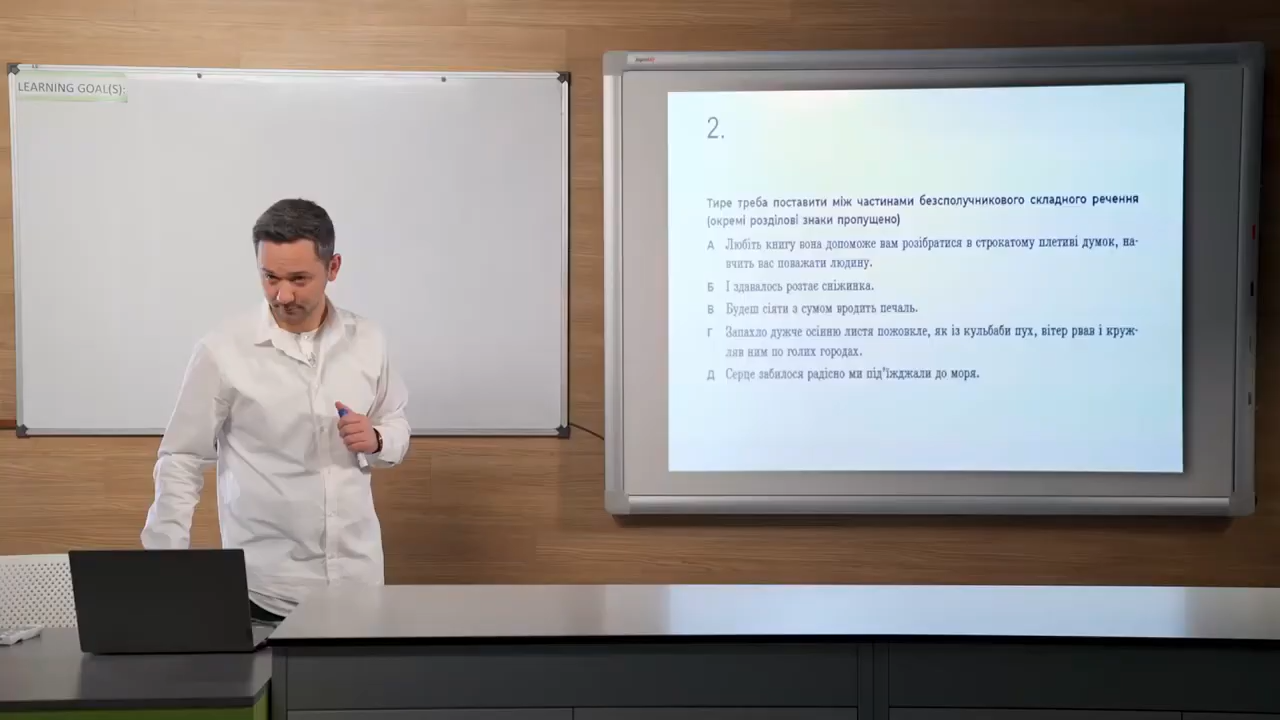 LEARNING GOAL(S):
2.
Тире треба поставити між частинами безсполучникового складного речення
(окремі розділові знаки пропущено)
А Любіть книгу вона допоможе вам розібратися в строкатому плетиві думок, на-
вчить вас поважати людину.
Б І здавалось розтає сніжинка.
В Будеш сіяти з сумом вродить печаль.
Г Запахло дужче осінню листя пожовкле, як із кульбаби пух, вітер рвав і круж-
ляв ним по голих городах.
Д Серце забилося радісно ми під'їжджали до моря.